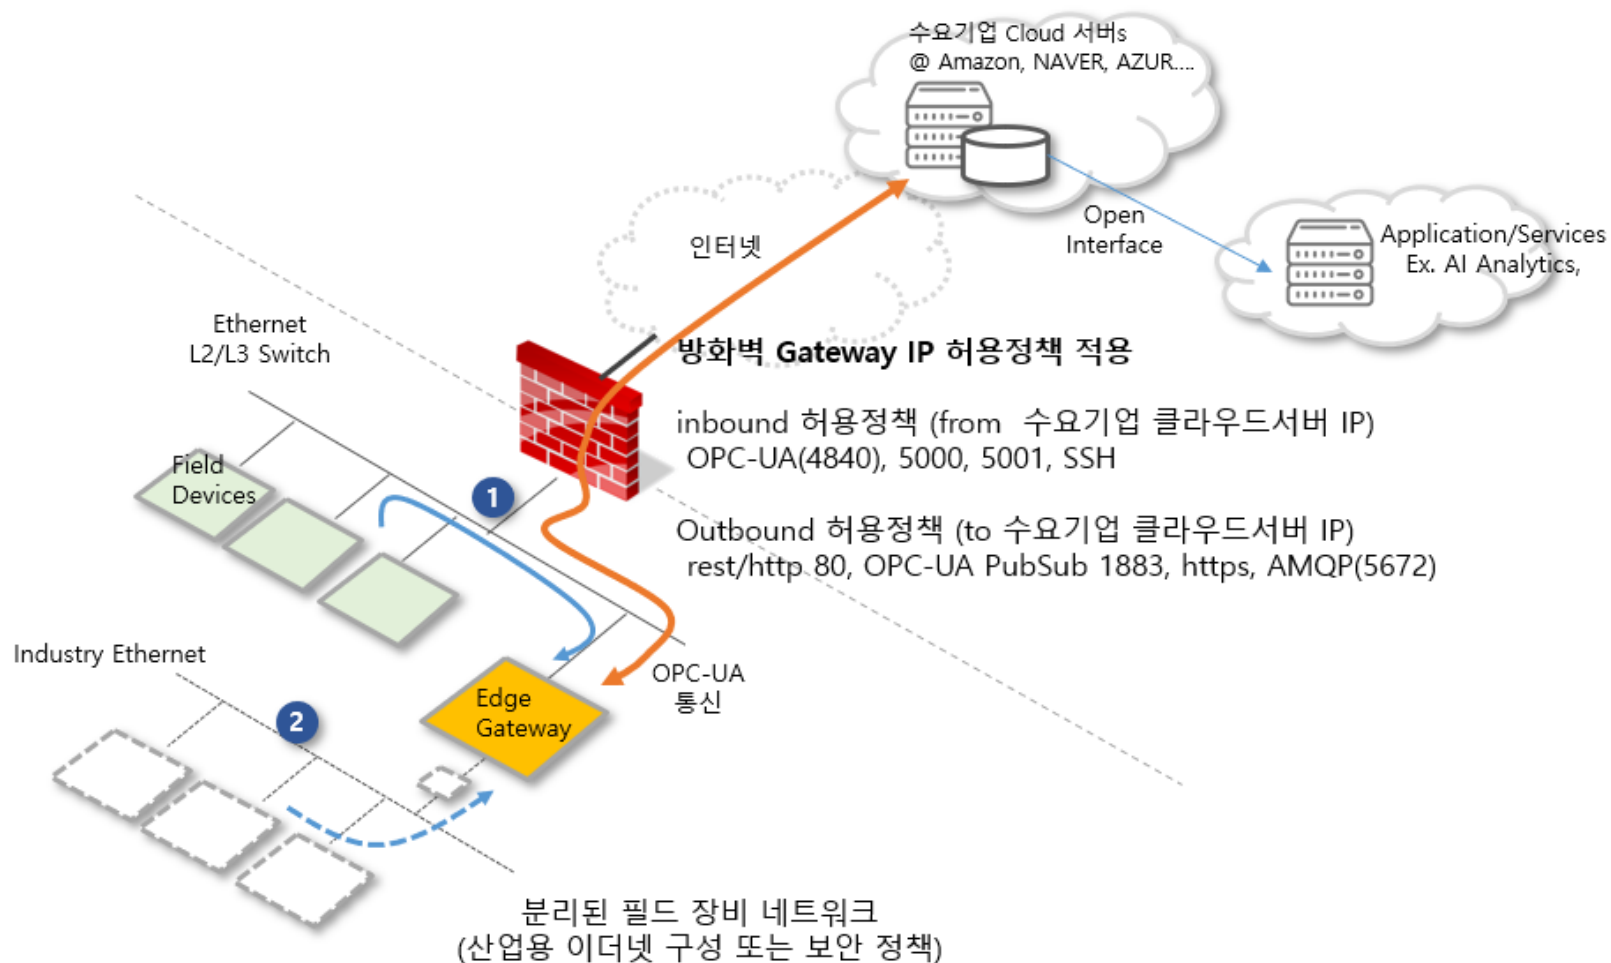 수요기업 Cloud 서버s
@ Amazon, NAVER, AZUR....
인터넷
Open
Interface
Application/Services
Ex. AI Analytics,
Ethernet
L2/L3 Switch
방화벽 Gateway IP 허용정책 적용
inbound 허용정책 (from 수요기업 클라우드서버 IP)
OPC-UA(4840), 5000, 5001, SSH
Field
Devices
1
Outbound 허용정책 (to 수요기업 클라우드서버 IP)
rest/http 80, OPC-UA PubSub 1883, https, AMQP(5672)
Industry Ethernet
OPC-UA
통신
Edge
Gateway
2
분리된 필드 장비 네트워크
(산업용 이더넷 구성 또는 보안 정책)